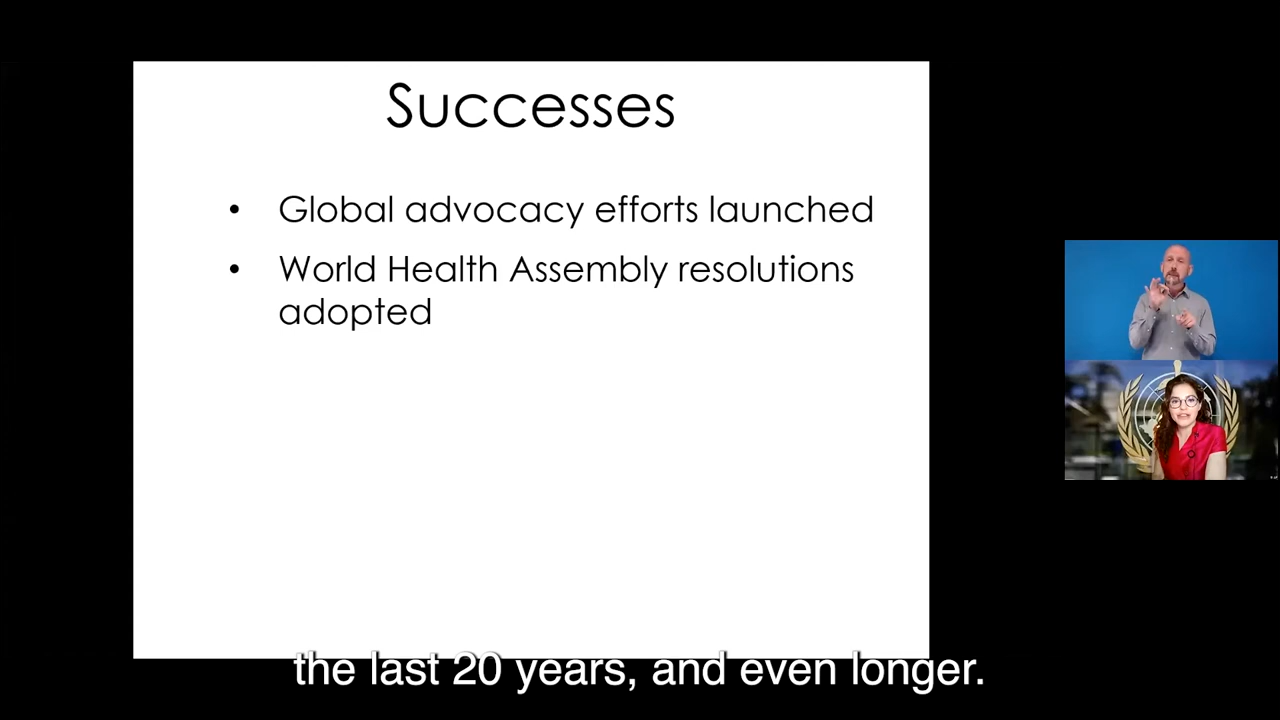 Successes
• Global advocacy efforts launched
• World Health Assembly resolutions
adopted
the last 20 years, and even longer.